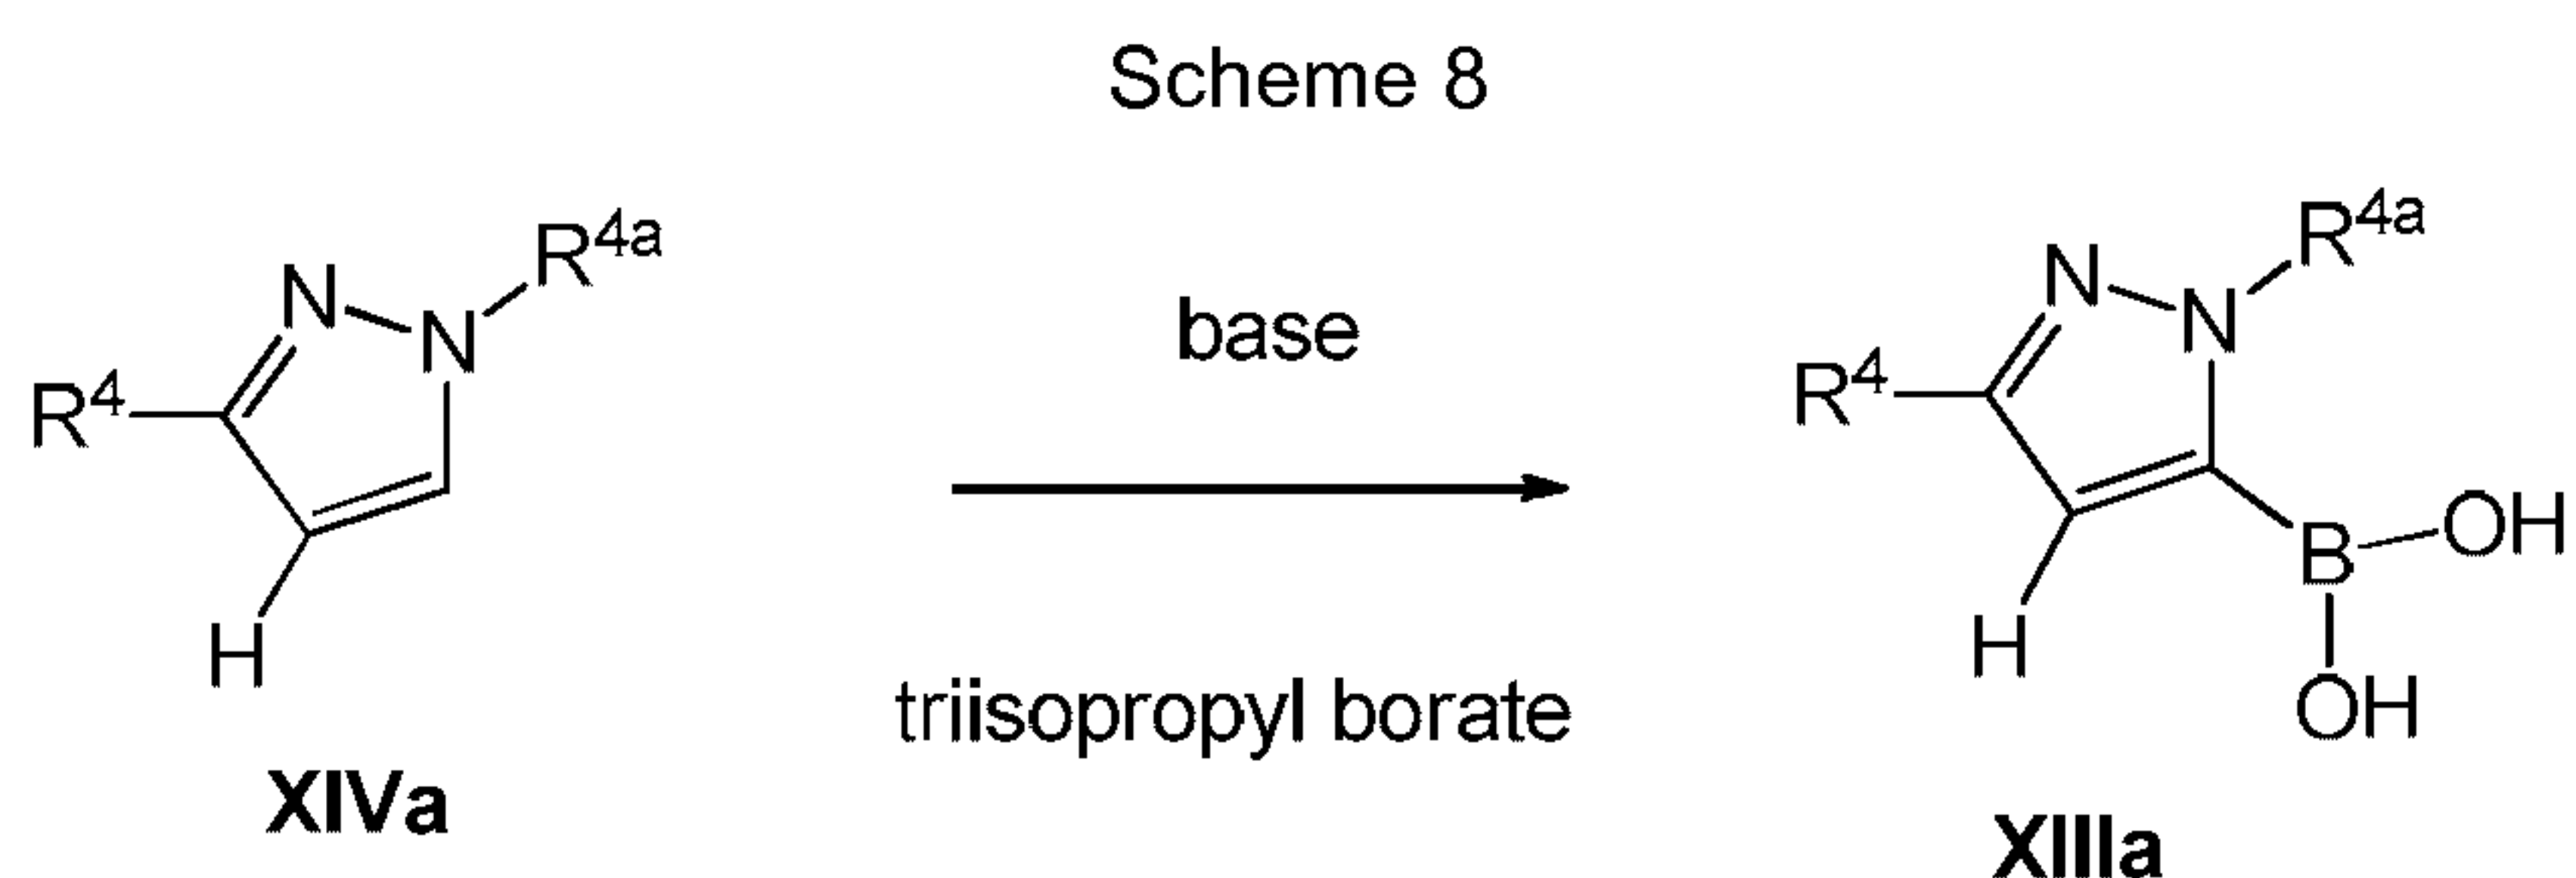 Scheme 8
R4a
N
N
R4
H
XIVa
base
triisopropyl borate
R4a
N
N
R4
B
OH
H
OH
XIIIa